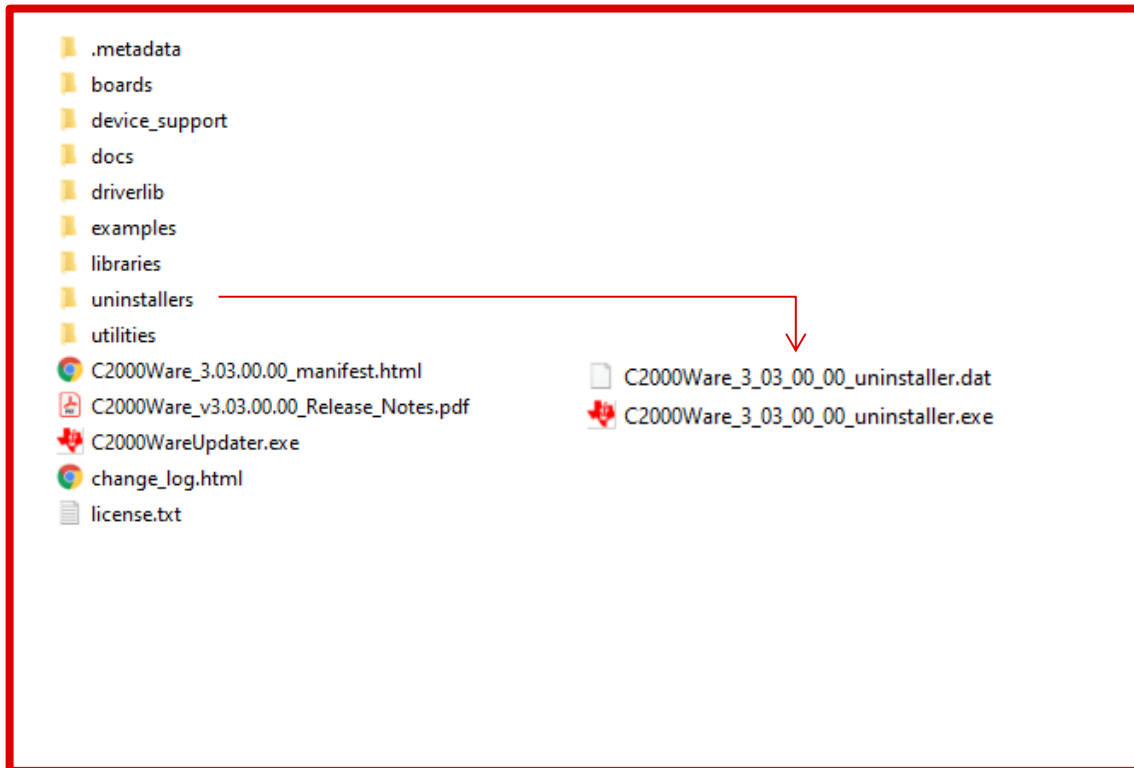 .metadata
boards
device_support
docs
driverlib
examples
libraries
uninstallers
utilities
C2000Ware_3.03.00.00_manifest.html
C2000Ware_v3.03.00.00_Release_Notes.pdf
C2000WareUpdater.exe
change_log.html
license.txt
C2000Ware_3_03_00_00_uninstaller.dat
C2000Ware_3_03_00_00_uninstaller.exe